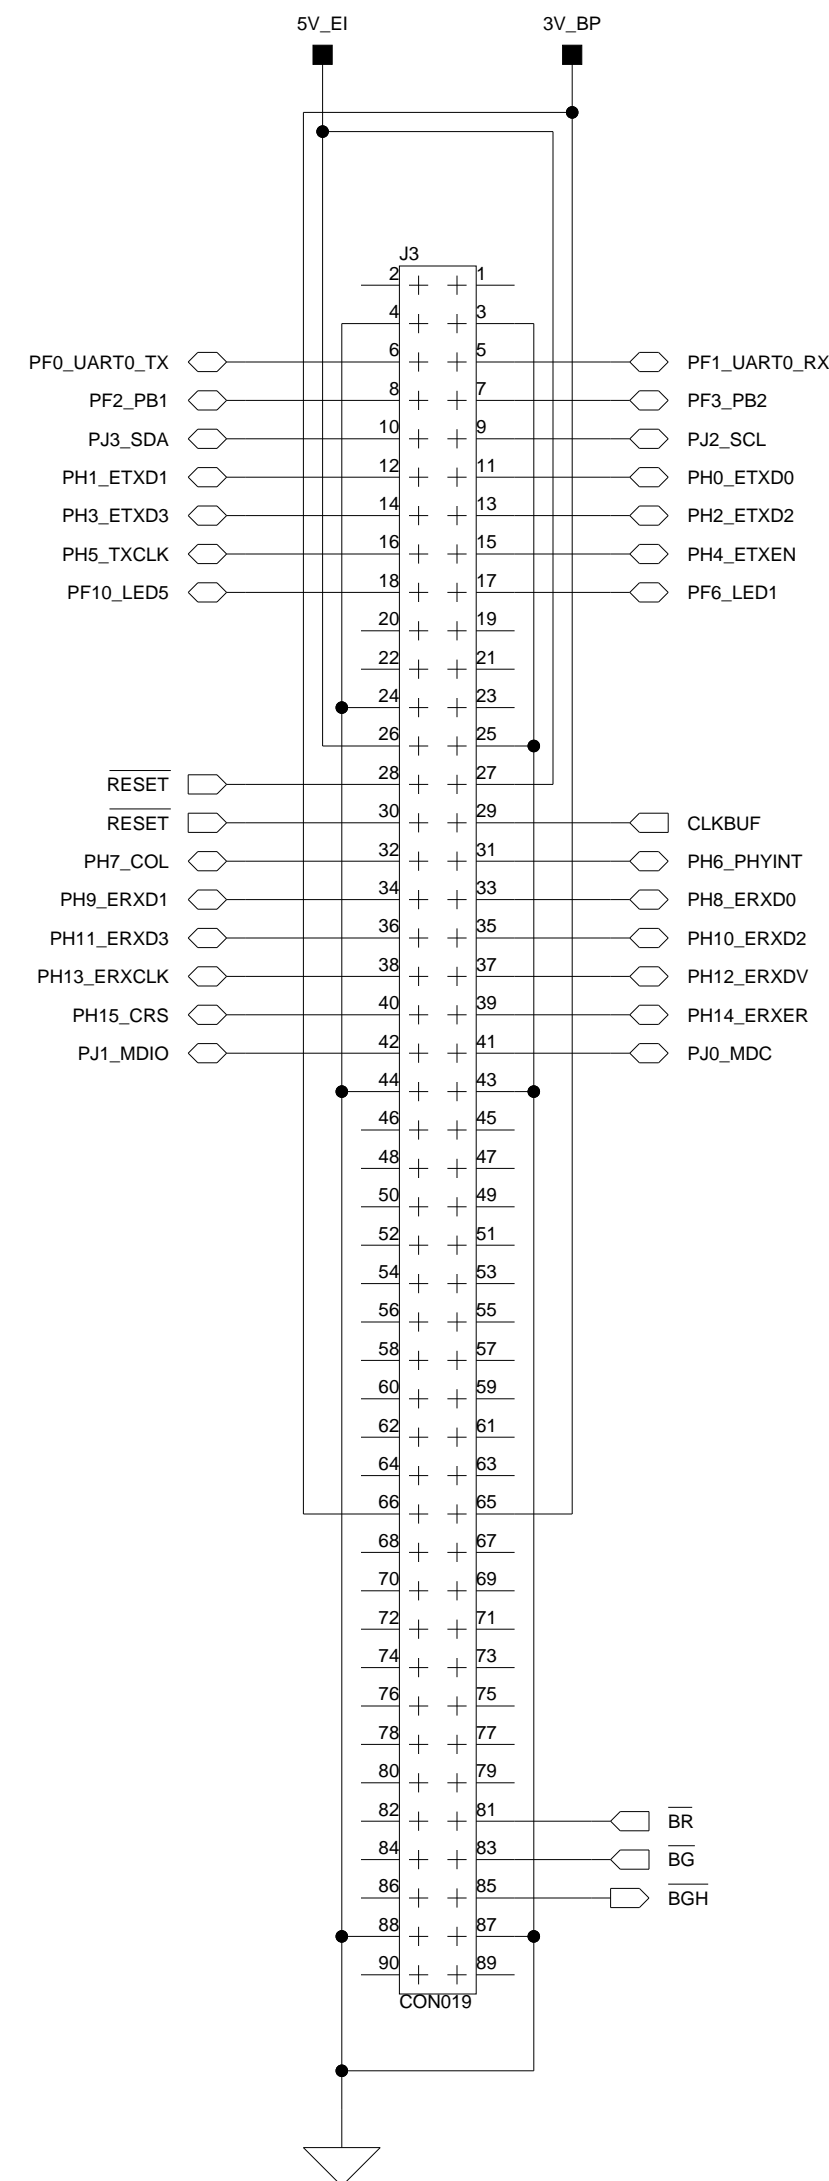 5V_EI 3V_BP
J3
2 1
4 3
PF0_UART0_TX 6 5 PF1_UART0_RX
PF2_PB1 8 7 PF3_PB2
PJ3_SDA 10 9 PJ2_SCL
PH1_ETXD1 12 11 PH0_ETXD0
PH3_ETXD3 14 13 PH2_ETXD2
PH5_TXCLK 16 15 PH4_ETXEN
PF10_LED5 18 17 PF6_LED1
20 19
22 21
24 23
26 25
RESET 28 27
RESET 30 29 CLKBUF
PH7_COL 32 31 PH6_PHYINT
PH9_ERXD1 34 33 PH8_ERXD0
PH11_ERXD3 36 35 PH10_ERXD2
PH13_ERXCLK 38 37 PH12_ERXDV
PH15_CRS 40 39 PH14_ERXER
PJ1_MDIO 42 41 PJ0_MDC
44 43
46 45
48 47
50 49
52 51
54 53
56 55
58 57
60 59
62 61
64 63
66 65
68 67
70 69
72 71
74 73
76 75
78 77
80 79
82 81 BR
84 83 BG
86 85 BGH
88 87
90 89
CON019